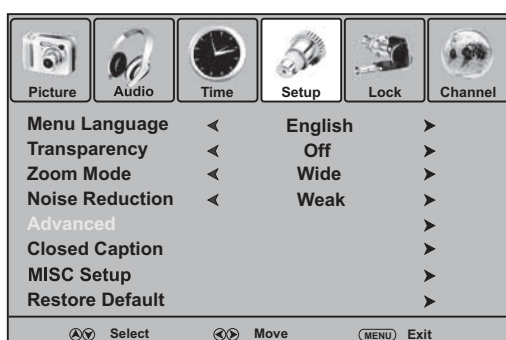 Picture Audio Time Setup Lock Channel
Menu Language English
Transparency Off
Zoom Mode Wide
Noise Reduction Weak
Advanced
Closed Caption
MISC Setup
Restore Default
Select Move MENU Exit